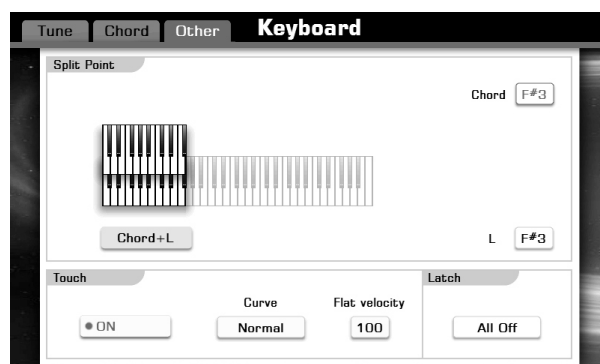 Tune Chord Other Keyboard
Split Point
Chord F#3
Chord+L
L F#3
Touch
Latch
Curve Flat velocity
ON Normal 100 All Off